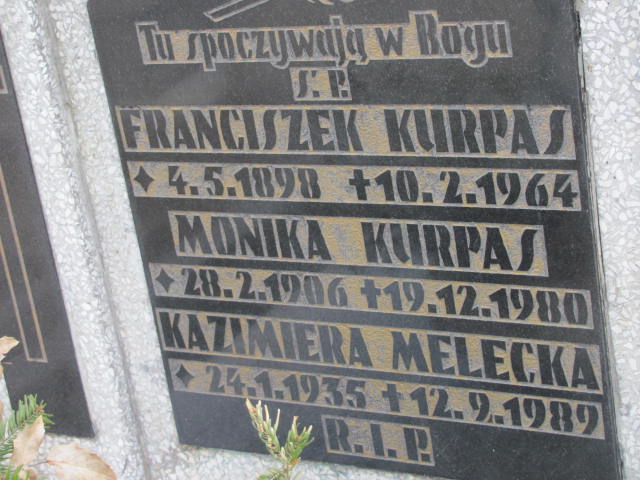 Tu spoczywają w Bogu
Ś.P.
FRANCISZEK KURPAS
✦ 4.5.1898 ✝ 10.2.1964
MONIKA KURPAS
✦ 28.2.1906 ✝ 19.12.1980
KAZIMIERA MELECKA
✦ 24.1.1935 ✝ 12.9.1989
R.I.P.